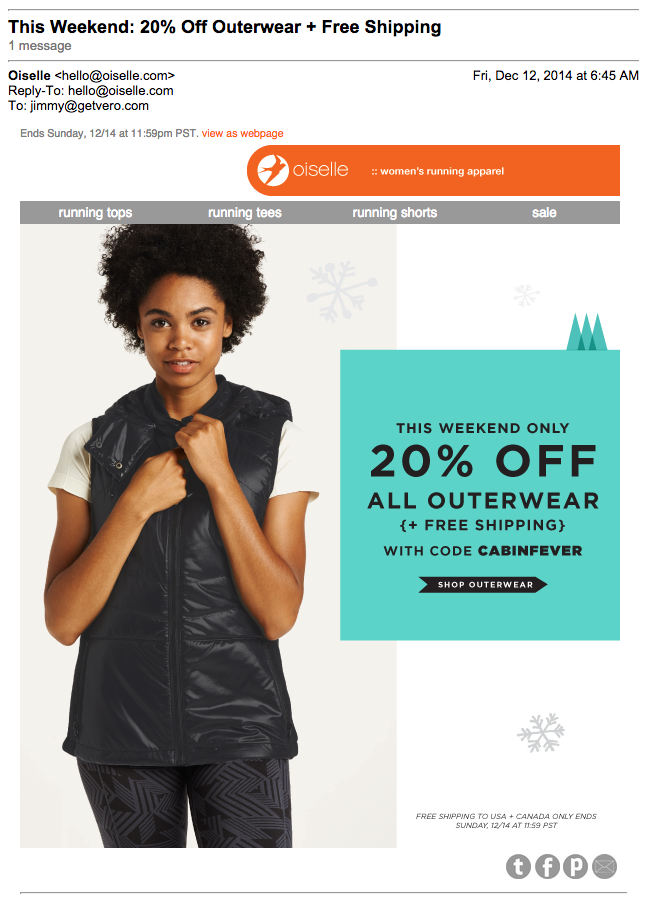 This Weekend: 20% Off Outerwear + Free Shipping
1 message
Oiselle <hello@oiselle.com> Fri, Dec 12, 2014 at 6:45 AM
Reply-To: hello@oiselle.com
To: jimmy@getvero.com
Ends Sunday, 12/14 at 11:59pm PST. view as webpage
oiselle :: women's running apparel
running tops running tees running shorts sale
THIS WEEKEND ONLY
20% OFF
ALL OUTERWEAR
{+ FREE SHIPPING}
WITH CODE CABINFEVER
SHOP OUTERWEAR
FREE SHIPPING TO USA + CANADA ONLY ENDS
SUNDAY, 12/14 AT 11:59 PST
t f p